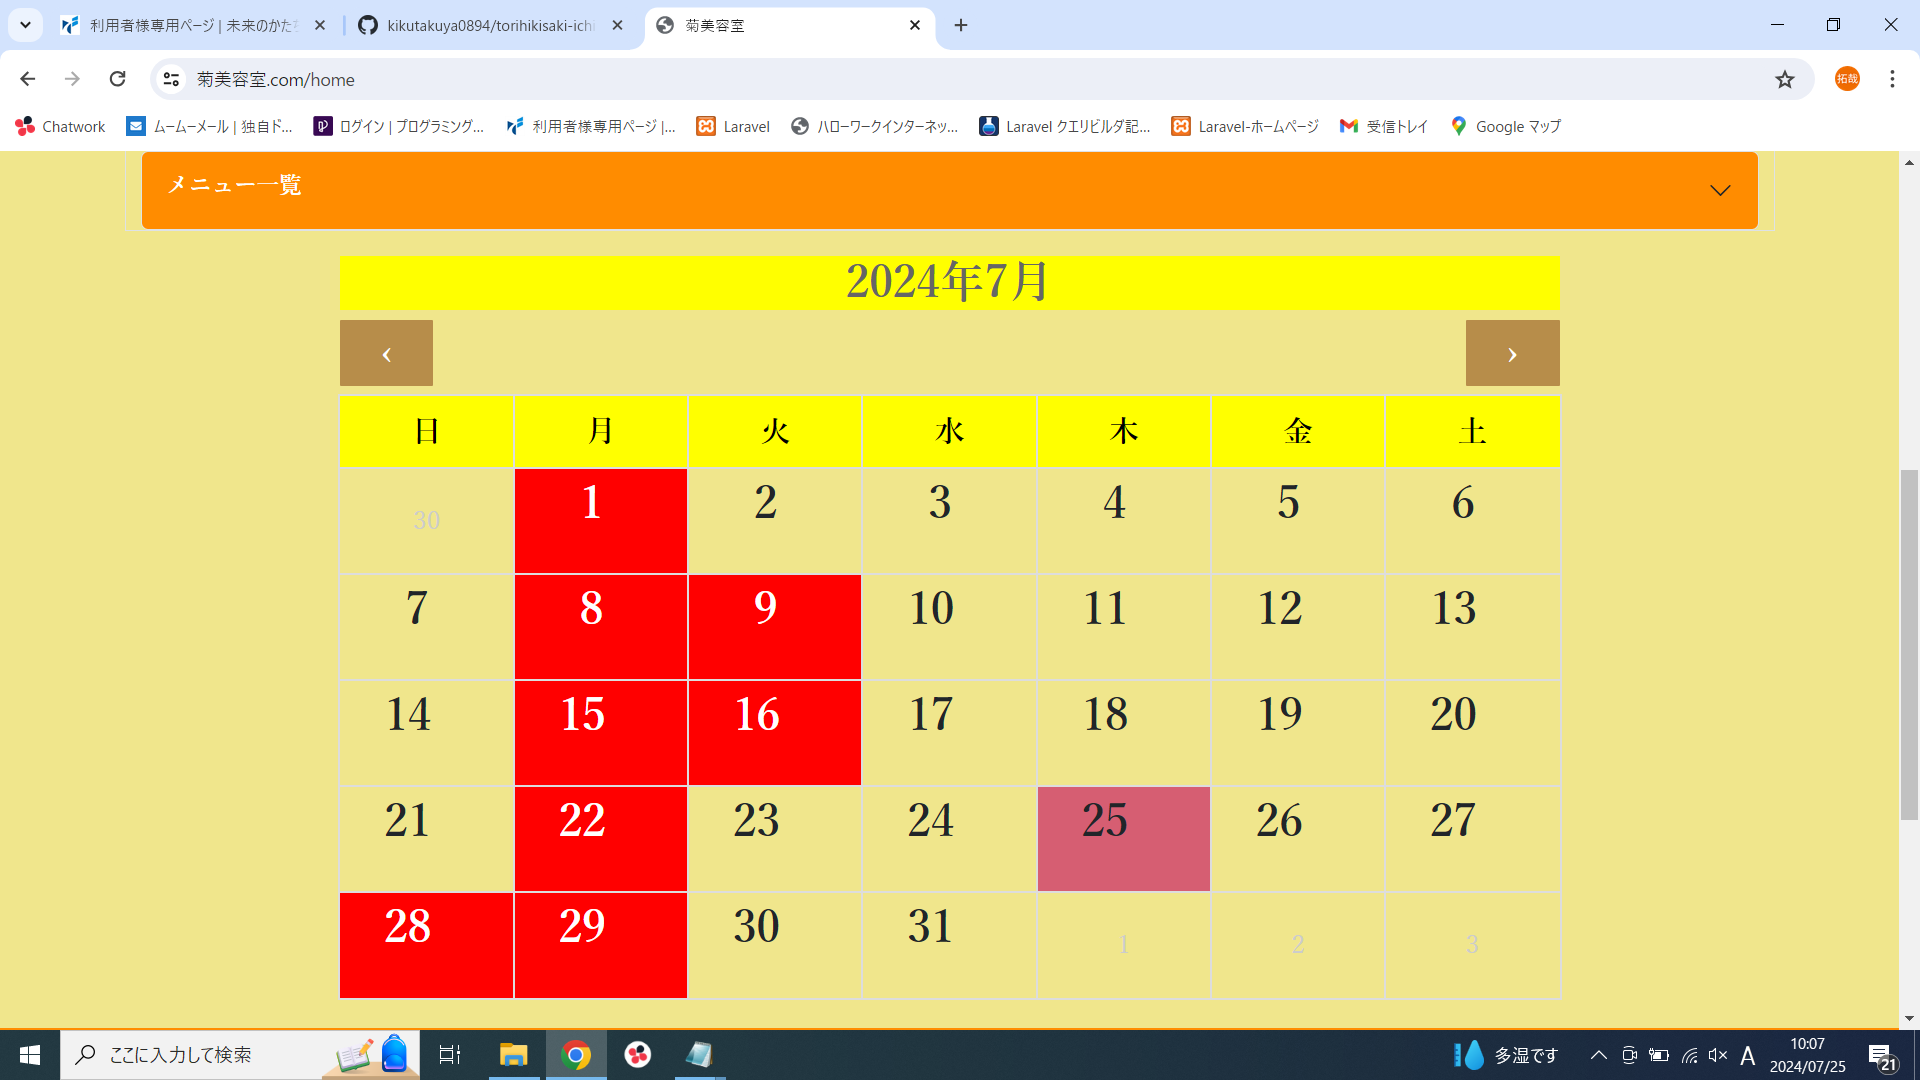 利用者様専用ページ | 未来のかた
kikutakuya0894/torihikisaki-ichi
菊美容室
菊美容室.com/home
拓哉
Chatwork
ムームーメール | 独自ド...
ログイン | プログラミング...
利用者様専用ページ |...
Laravel
ハローワークインターネッ...
Laravel クエリビルダ記...
Laravel-ホームページ
受信トレイ
Google マップ
メニュー一覧
2024年7月
‹ ›
日 月 火 水 木 金 土
30 1 2 3 4 5 6
7 8 9 10 11 12 13
14 15 16 17 18 19 20
21 22 23 24 25 26 27
28 29 30 31 1 2 3
ここに入力して検索
多湿です
A
10:07
2024/07/25
21